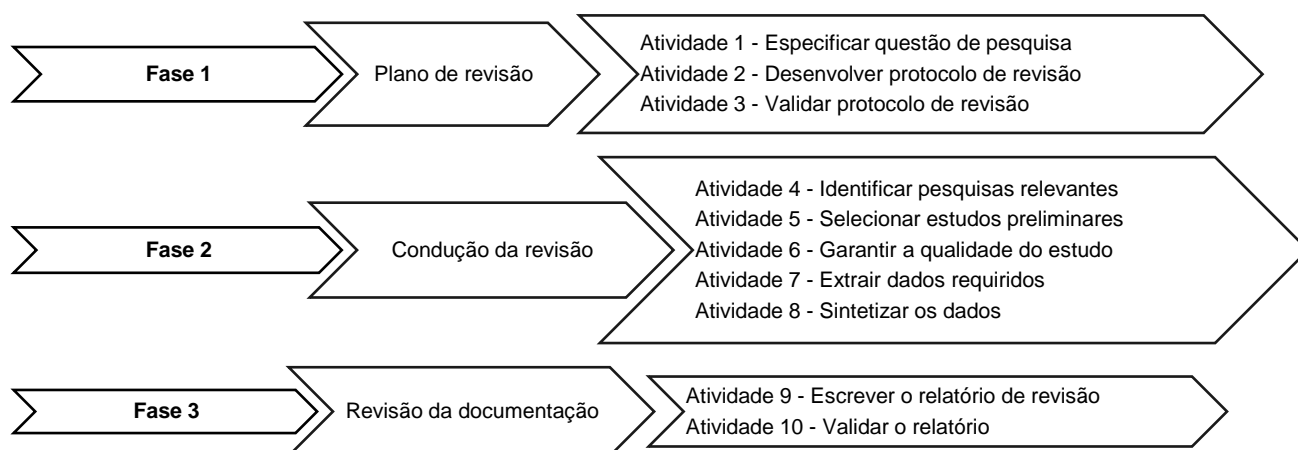 Fase 1
Plano de revisão
Atividade 1 - Especificar questão de pesquisa
Atividade 2 - Desenvolver protocolo de revisão
Atividade 3 - Validar protocolo de revisão
Fase 2
Condução da revisão
Atividade 4 - Identificar pesquisas relevantes
Atividade 5 - Selecionar estudos preliminares
Atividade 6 - Garantir a qualidade do estudo
Atividade 7 - Extrair dados requiridos
Atividade 8 - Sintetizar os dados
Fase 3
Revisão da documentação
Atividade 9 - Escrever o relatório de revisão
Atividade 10 - Validar o relatório